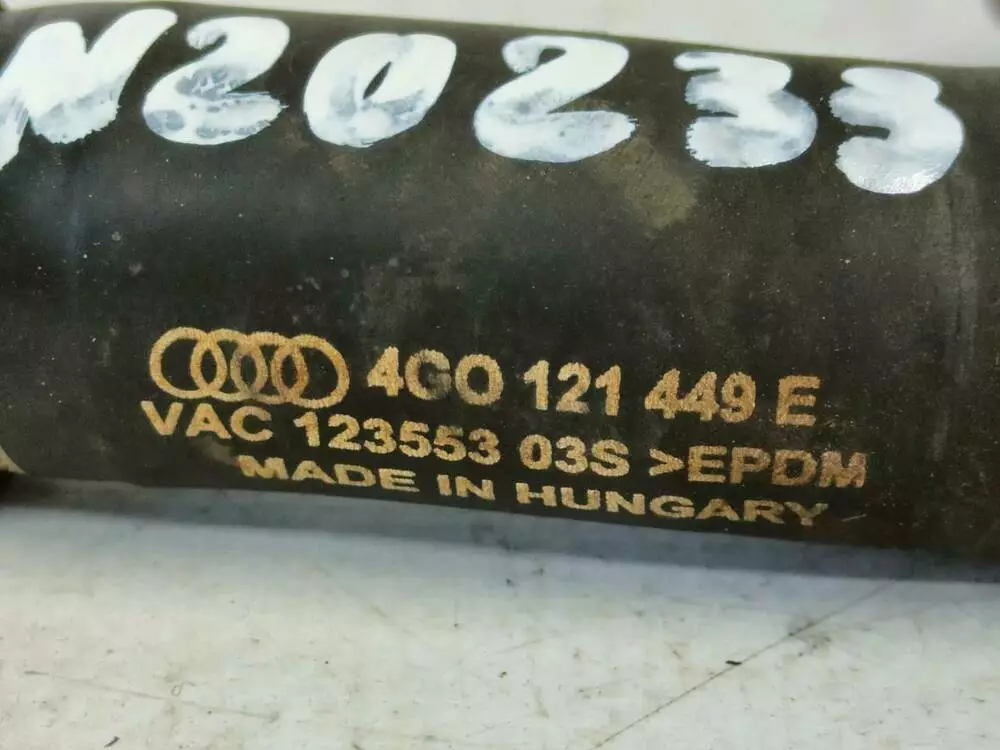 N20233
4G0 121 449 E
VAC 123553 03S >EPDM
MADE IN HUNGARY